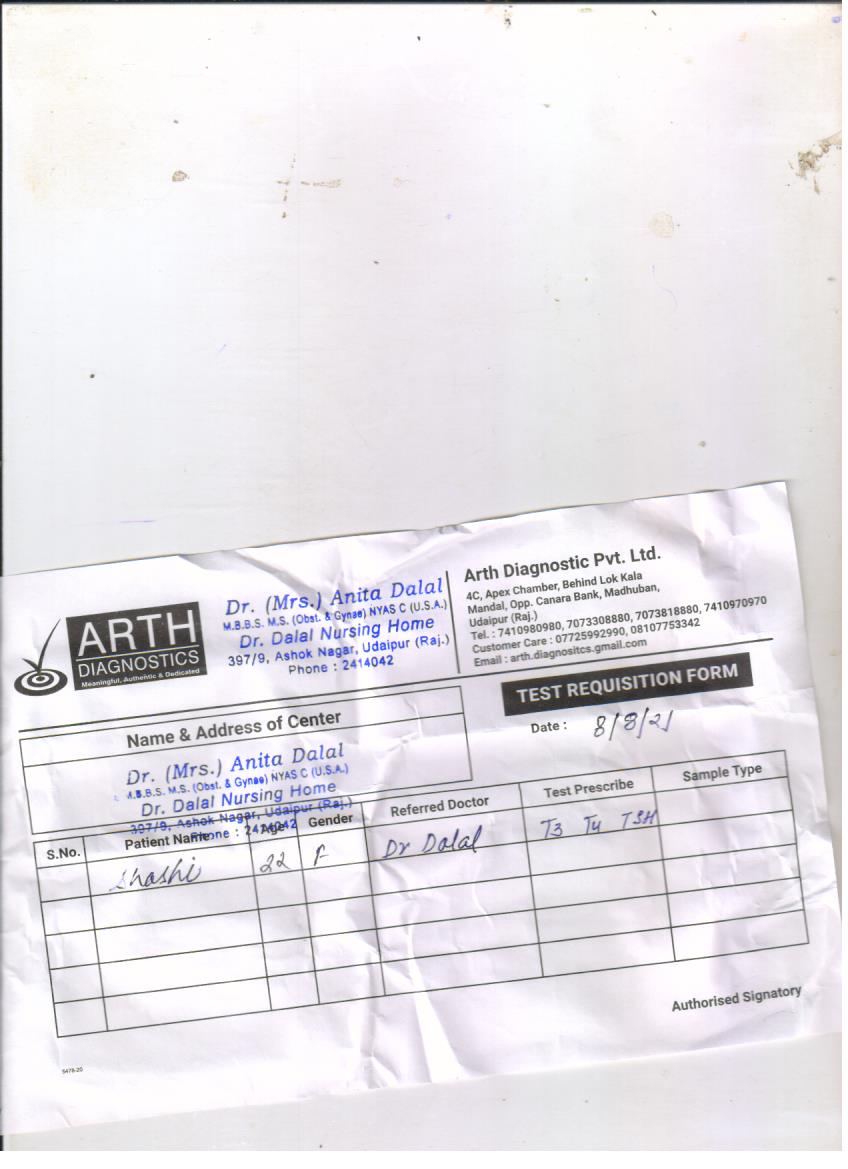 ARTH
DIAGNOSTICS
Meaningful, Authentic & Dedicated
Dr. (Mrs.) Anita Dalal
M.B.B.S. M.S. (Obst. & Gynae) NYAS C (U.S.A.)
Dr. Dalal Nursing Home
397/9, Ashok Nagar, Udaipur (Raj.)
Phone : 2414042
Arth Diagnostic Pvt. Ltd.
4C, Apex Chamber, Behind Lok Kala
Mandal, Opp. Canara Bank, Madhuban,
Udaipur (Raj.)
Tel. : 7410980980, 7073308880, 7073818880, 7410970970
Customer Care : 07725992990, 08107753342
Email : arth.diagnositcs.gmail.com
TEST REQUISITION FORM
Date : 8/8/21
Name & Address of Center
Dr. (Mrs.) Anita Dalal
M.B.B.S. M.S. (Obst. & Gynae) NYAS C (U.S.A.)
Dr. Dalal Nursing Home
397/9, Ashok Nagar, Udaipur (Raj.)
Phone : 2414042
S.No. Patient Name Age Gender Referred Doctor Test Prescribe Sample Type
Shashi 22 F Dr Dalal T3 T4 TSH
Authorised Signatory
5478-20